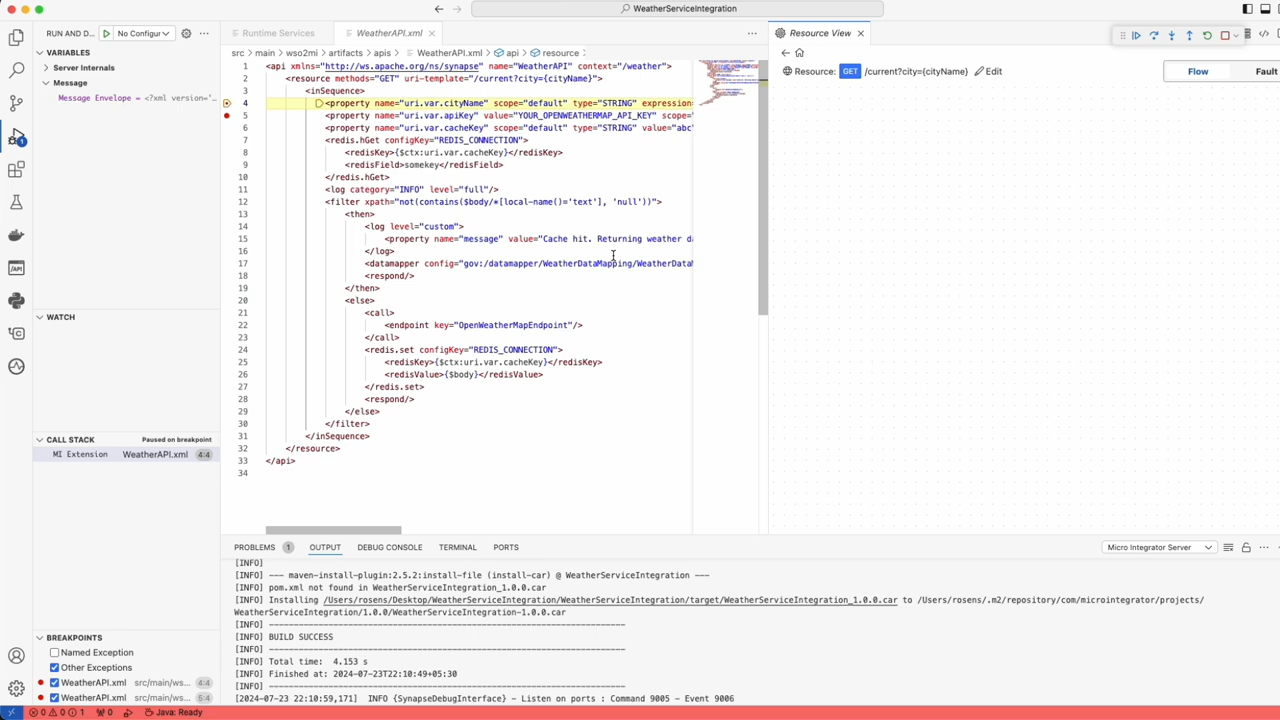 WeatherServiceIntegration
RUN AND D...
No Configur
Runtime Services
WeatherAPI.xml
Resource View
VARIABLES
Server Internals
Message
Message Envelope = <?xml version='...
src main wso2mi artifacts apis WeatherAPI.xml api resource
1 <api xmlns="http://ws.apache.org/ns/synapse" name="WeatherAPI" context="/weather">
2 <resource methods="GET" uri-template="/current?city={cityName}">
3 <inSequence>
4 <property name="uri.var.cityName" scope="default" type="STRING" expression=
5 <property name="uri.var.apiKey" value="YOUR_OPENWEATHERMAP_API_KEY" scope=
6 <property name="uri.var.cacheKey" scope="default" type="STRING" value="abc"
7 <redis.hGet configKey="REDIS_CONNECTION">
8 <redisKey>{$ctx:uri.var.cacheKey}</redisKey>
9 <redisField>somekey</redisField>
10 </redis.hGet>
11 <log category="INFO" level="full"/>
12 <filter xpath="not(contains($body/*[local-name()='text'], 'null'))">
13 <then>
14 <log level="custom">
15 <property name="message" value="Cache hit. Returning weather da
16 </log>
17 <datamapper config="gov:/datamapper/WeatherDataMapping/WeatherDataM
18 <respond/>
19 </then>
20 <else>
21 <call>
22 <endpoint key="OpenWeatherMapEndpoint"/>
23 </call>
24 <redis.set configKey="REDIS_CONNECTION">
25 <redisKey>{$ctx:uri.var.cacheKey}</redisKey>
26 <redisValue>{$body}</redisValue>
27 </redis.set>
28 <respond/>
29 </else>
30 </filter>
31 </inSequence>
32 </resource>
33 </api>
34
Resource: GET /current?city={cityName} Edit
Flow Fault
WATCH
CALL STACK Paused on breakpoint
MI Extension WeatherAPI.xml 4:4
BREAKPOINTS
Named Exception
Other Exceptions
WeatherAPI.xml src/main/ws... 4:4
WeatherAPI.xml src/main/ws... 5:4
PROBLEMS 1 OUTPUT DEBUG CONSOLE TERMINAL PORTS
Micro Integrator Server
[INFO]
[INFO] --- maven-install-plugin:2.5.2:install-file (install-car) @ WeatherServiceIntegration ---
[INFO] pom.xml not found in WeatherServiceIntegration_1.0.0.car
[INFO] Installing /Users/rosens/Desktop/WeatherServiceIntegration/WeatherServiceIntegration/target/WeatherServiceIntegration_1.0.0.car to /Users/rosens/.m2/repository/com/microintegrator/projects/
WeatherServiceIntegration/1.0.0/WeatherServiceIntegration-1.0.0.car
[INFO] ------------------------------------------------------------------------
[INFO] BUILD SUCCESS
[INFO] ------------------------------------------------------------------------
[INFO] Total time:  4.153 s
[INFO] Finished at: 2024-07-23T22:10:49+05:30
[INFO] ------------------------------------------------------------------------
[2024-07-23 22:10:59,171]  INFO {SynapseDebugInterface} - Listen on ports : Command 9005 - Event 9006
0 0 1 0 Java: Ready